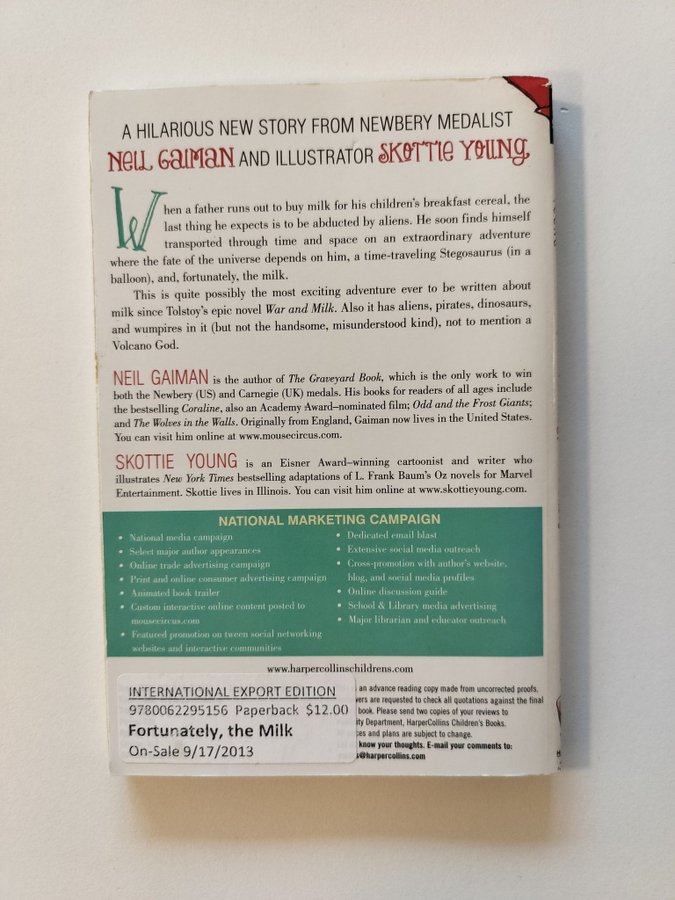 A HILARIOUS NEW STORY FROM NEWBERY MEDALIST
NEIL GAIMAN AND ILLUSTRATOR SKOTTIE YOUNG
When a father runs out to buy milk for his children's breakfast cereal, the
last thing he expects is to be abducted by aliens. He soon finds himself
transported through time and space on an extraordinary adventure
where the fate of the universe depends on him, a time-traveling Stegosaurus (in a
balloon), and, fortunately, the milk.
This is quite possibly the most exciting adventure ever to be written about
milk since Tolstoy's epic novel War and Milk. Also it has aliens, pirates, dinosaurs,
and wumpires in it (but not the handsome, misunderstood kind), not to mention a
Volcano God.
NEIL GAIMAN is the author of The Graveyard Book, which is the only work to win
both the Newbery (US) and Carnegie (UK) medals. His books for readers of all ages include
the bestselling Coraline, also an Academy Award–nominated film; Odd and the Frost Giants;
and The Wolves in the Walls. Originally from England, Gaiman now lives in the United States.
You can visit him online at www.mousecircus.com.
SKOTTIE YOUNG is an Eisner Award–winning cartoonist and writer who
illustrates New York Times bestselling adaptations of L. Frank Baum's Oz novels for Marvel
Entertainment. Skottie lives in Illinois. You can visit him online at www.skottieyoung.com.
NATIONAL MARKETING CAMPAIGN
• National media campaign
• Select major author appearances
• Online trade advertising campaign
• Print and online consumer advertising campaign
• Animated book trailer
• Custom interactive online content posted to
mousecircus.com
• Featured promotion on tween social networking
websites and interactive communities
• Dedicated email blast
• Extensive social media outreach
• Cross-promotion with author's website,
blog, and social media profiles
• Online discussion guide
• School & Library media advertising
• Major librarian and educator outreach
www.harpercollinschildrens.com
INTERNATIONAL EXPORT EDITION
9780062295156 Paperback $12.00
Fortunately, the Milk
On-Sale 9/17/2013
an advance reading copy made from uncorrected proofs.
are requested to check all quotations against the final
book. Please send two copies of your reviews to
Department, HarperCollins Children's Books.
and plans are subject to change.
know your thoughts. E-mail your comments to:
@harpercollins.com